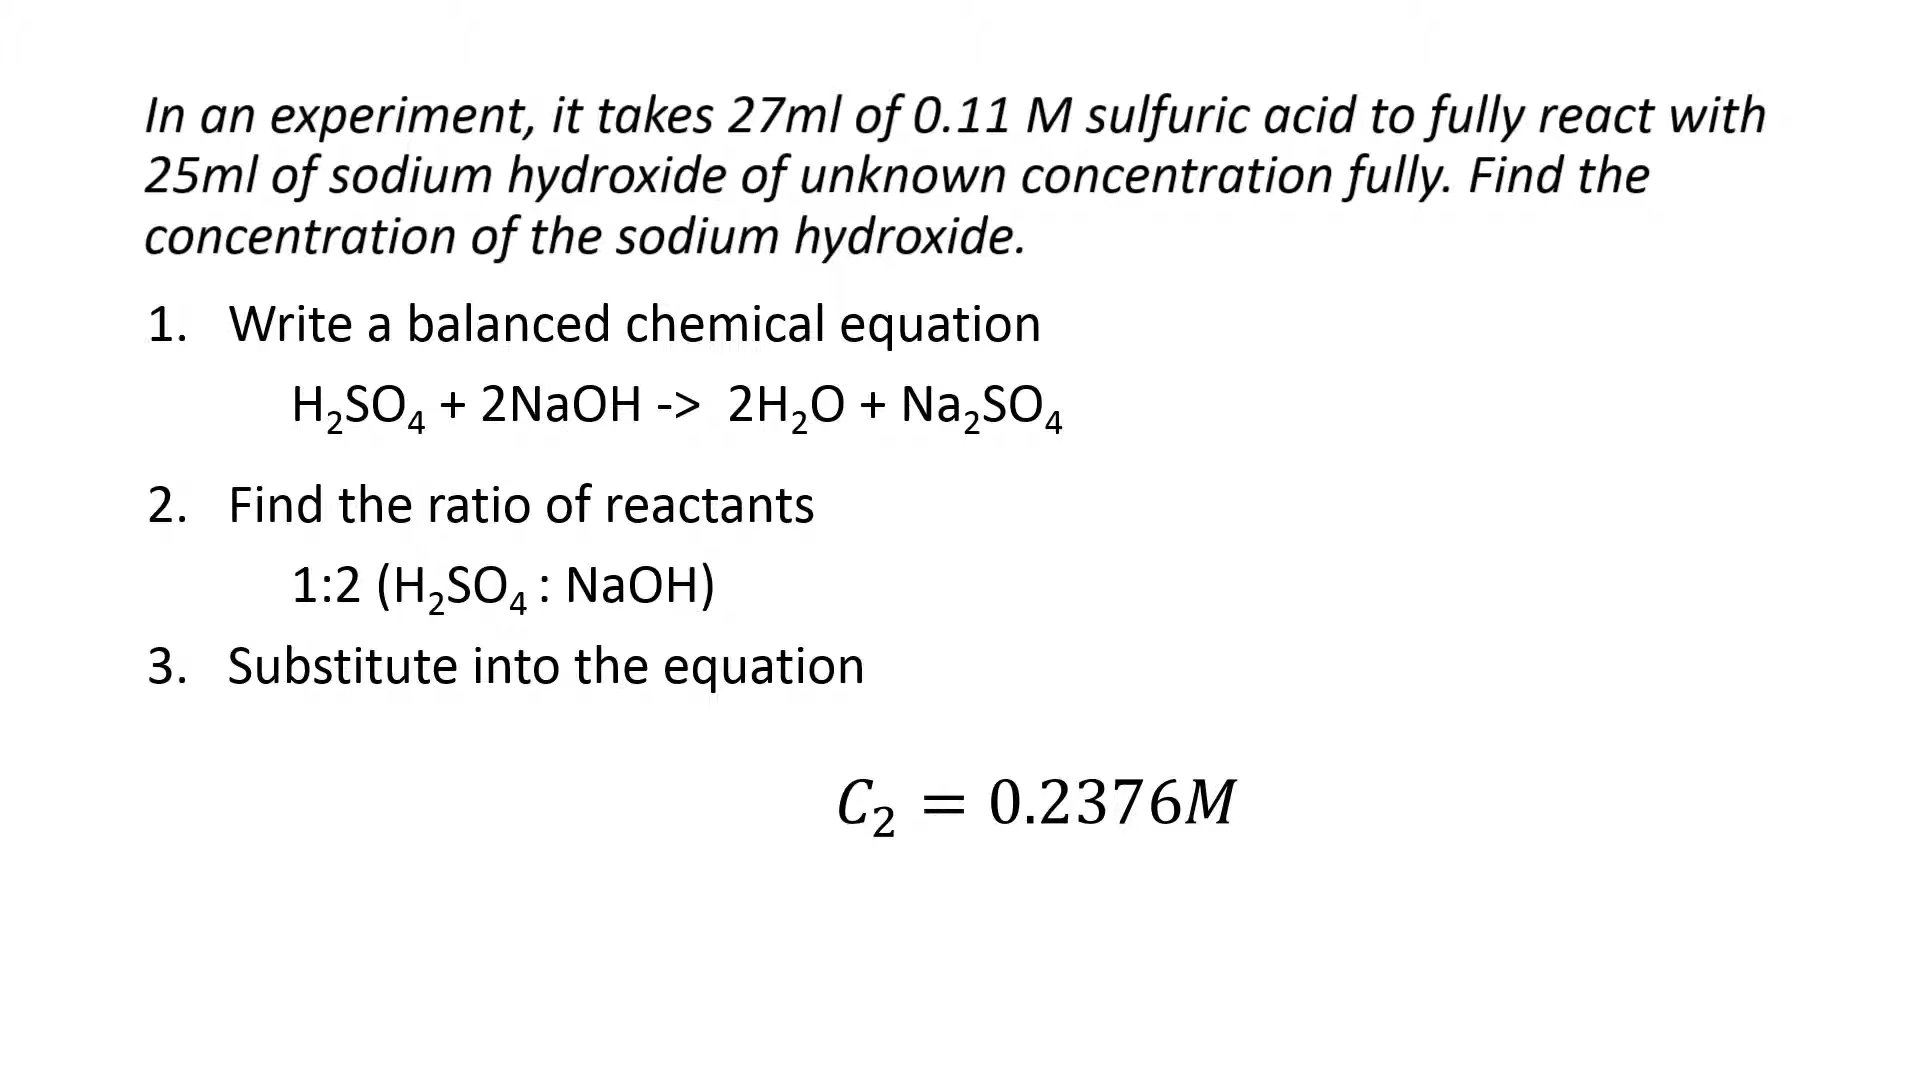 In an experiment, it takes 27ml of 0.11 M sulfuric acid to fully react with
25ml of sodium hydroxide of unknown concentration fully. Find the
concentration of the sodium hydroxide.
1. Write a balanced chemical equation
H₂SO₄ + 2NaOH -> 2H₂O + Na₂SO₄
2. Find the ratio of reactants
1:2 (H₂SO₄ : NaOH)
3. Substitute into the equation
C₂ = 0.2376M